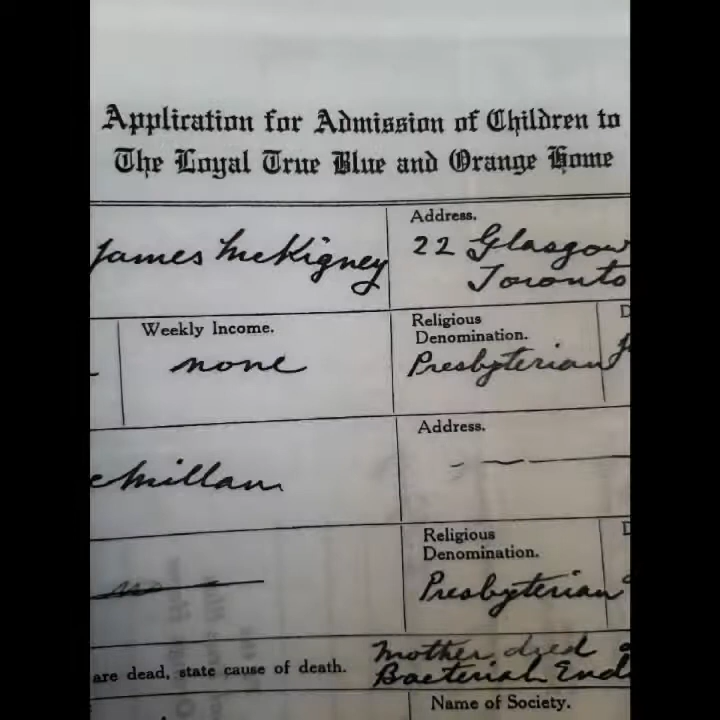 Application for Admission of Children to
The Loyal True Blue and Orange Home
James McKigney
Address.
22 Glasgow
Toronto
Weekly Income.
none
Religious
Denomination.
Presbyterian
cMillan
Address.
Religious
Denomination.
Presbyterian
are dead, state cause of death.
Mother died
Bacterial End
Name of Society.